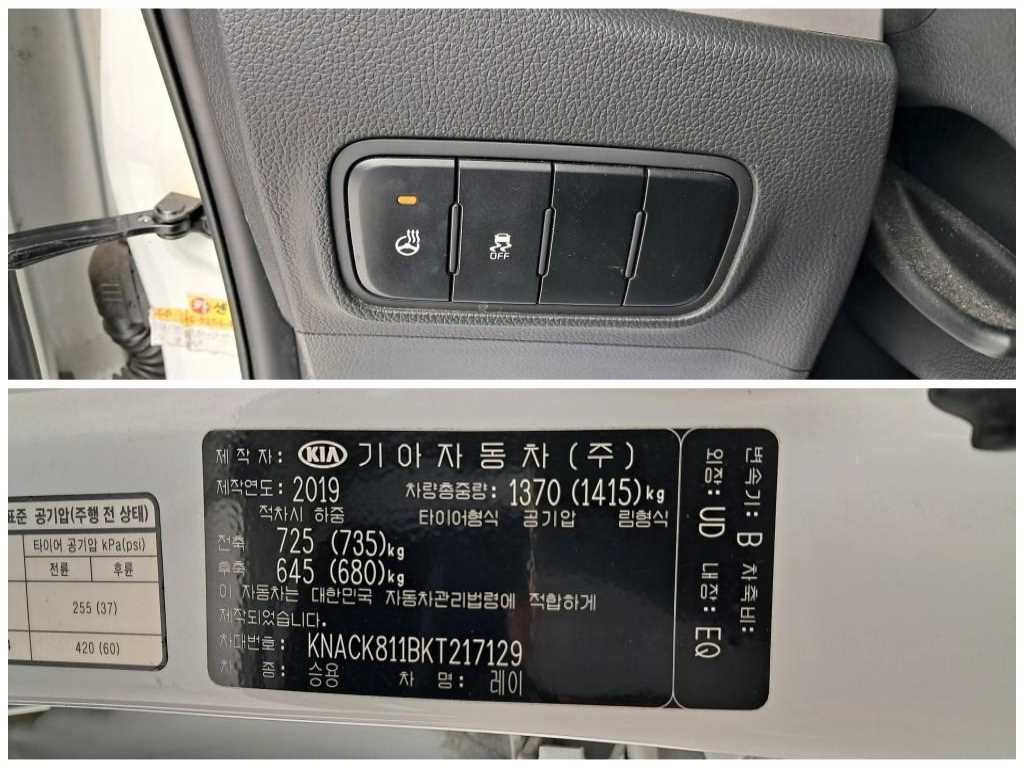 OFF
센
표준 공기압(주행 전 상태)
타이어 공기압 kPa(psi)
전륜 후륜
255 (37)
420 (60)
제 작 자: KIA 기아자동차(주)
제작연도: 2019 차량총중량: 1370 (1415)kg
적차시 하중 타이어형식 공기압 림형식
전축 725 (735)kg
후축 645 (680)kg
이 자동차는 대한민국 자동차관리법령에 적합하게
제작되었습니다.
차대번호: KNACK811BKT217129
차 종: 승용 차 명: 레이
변속기: B 차축비:
외장: UD 내장: EQ